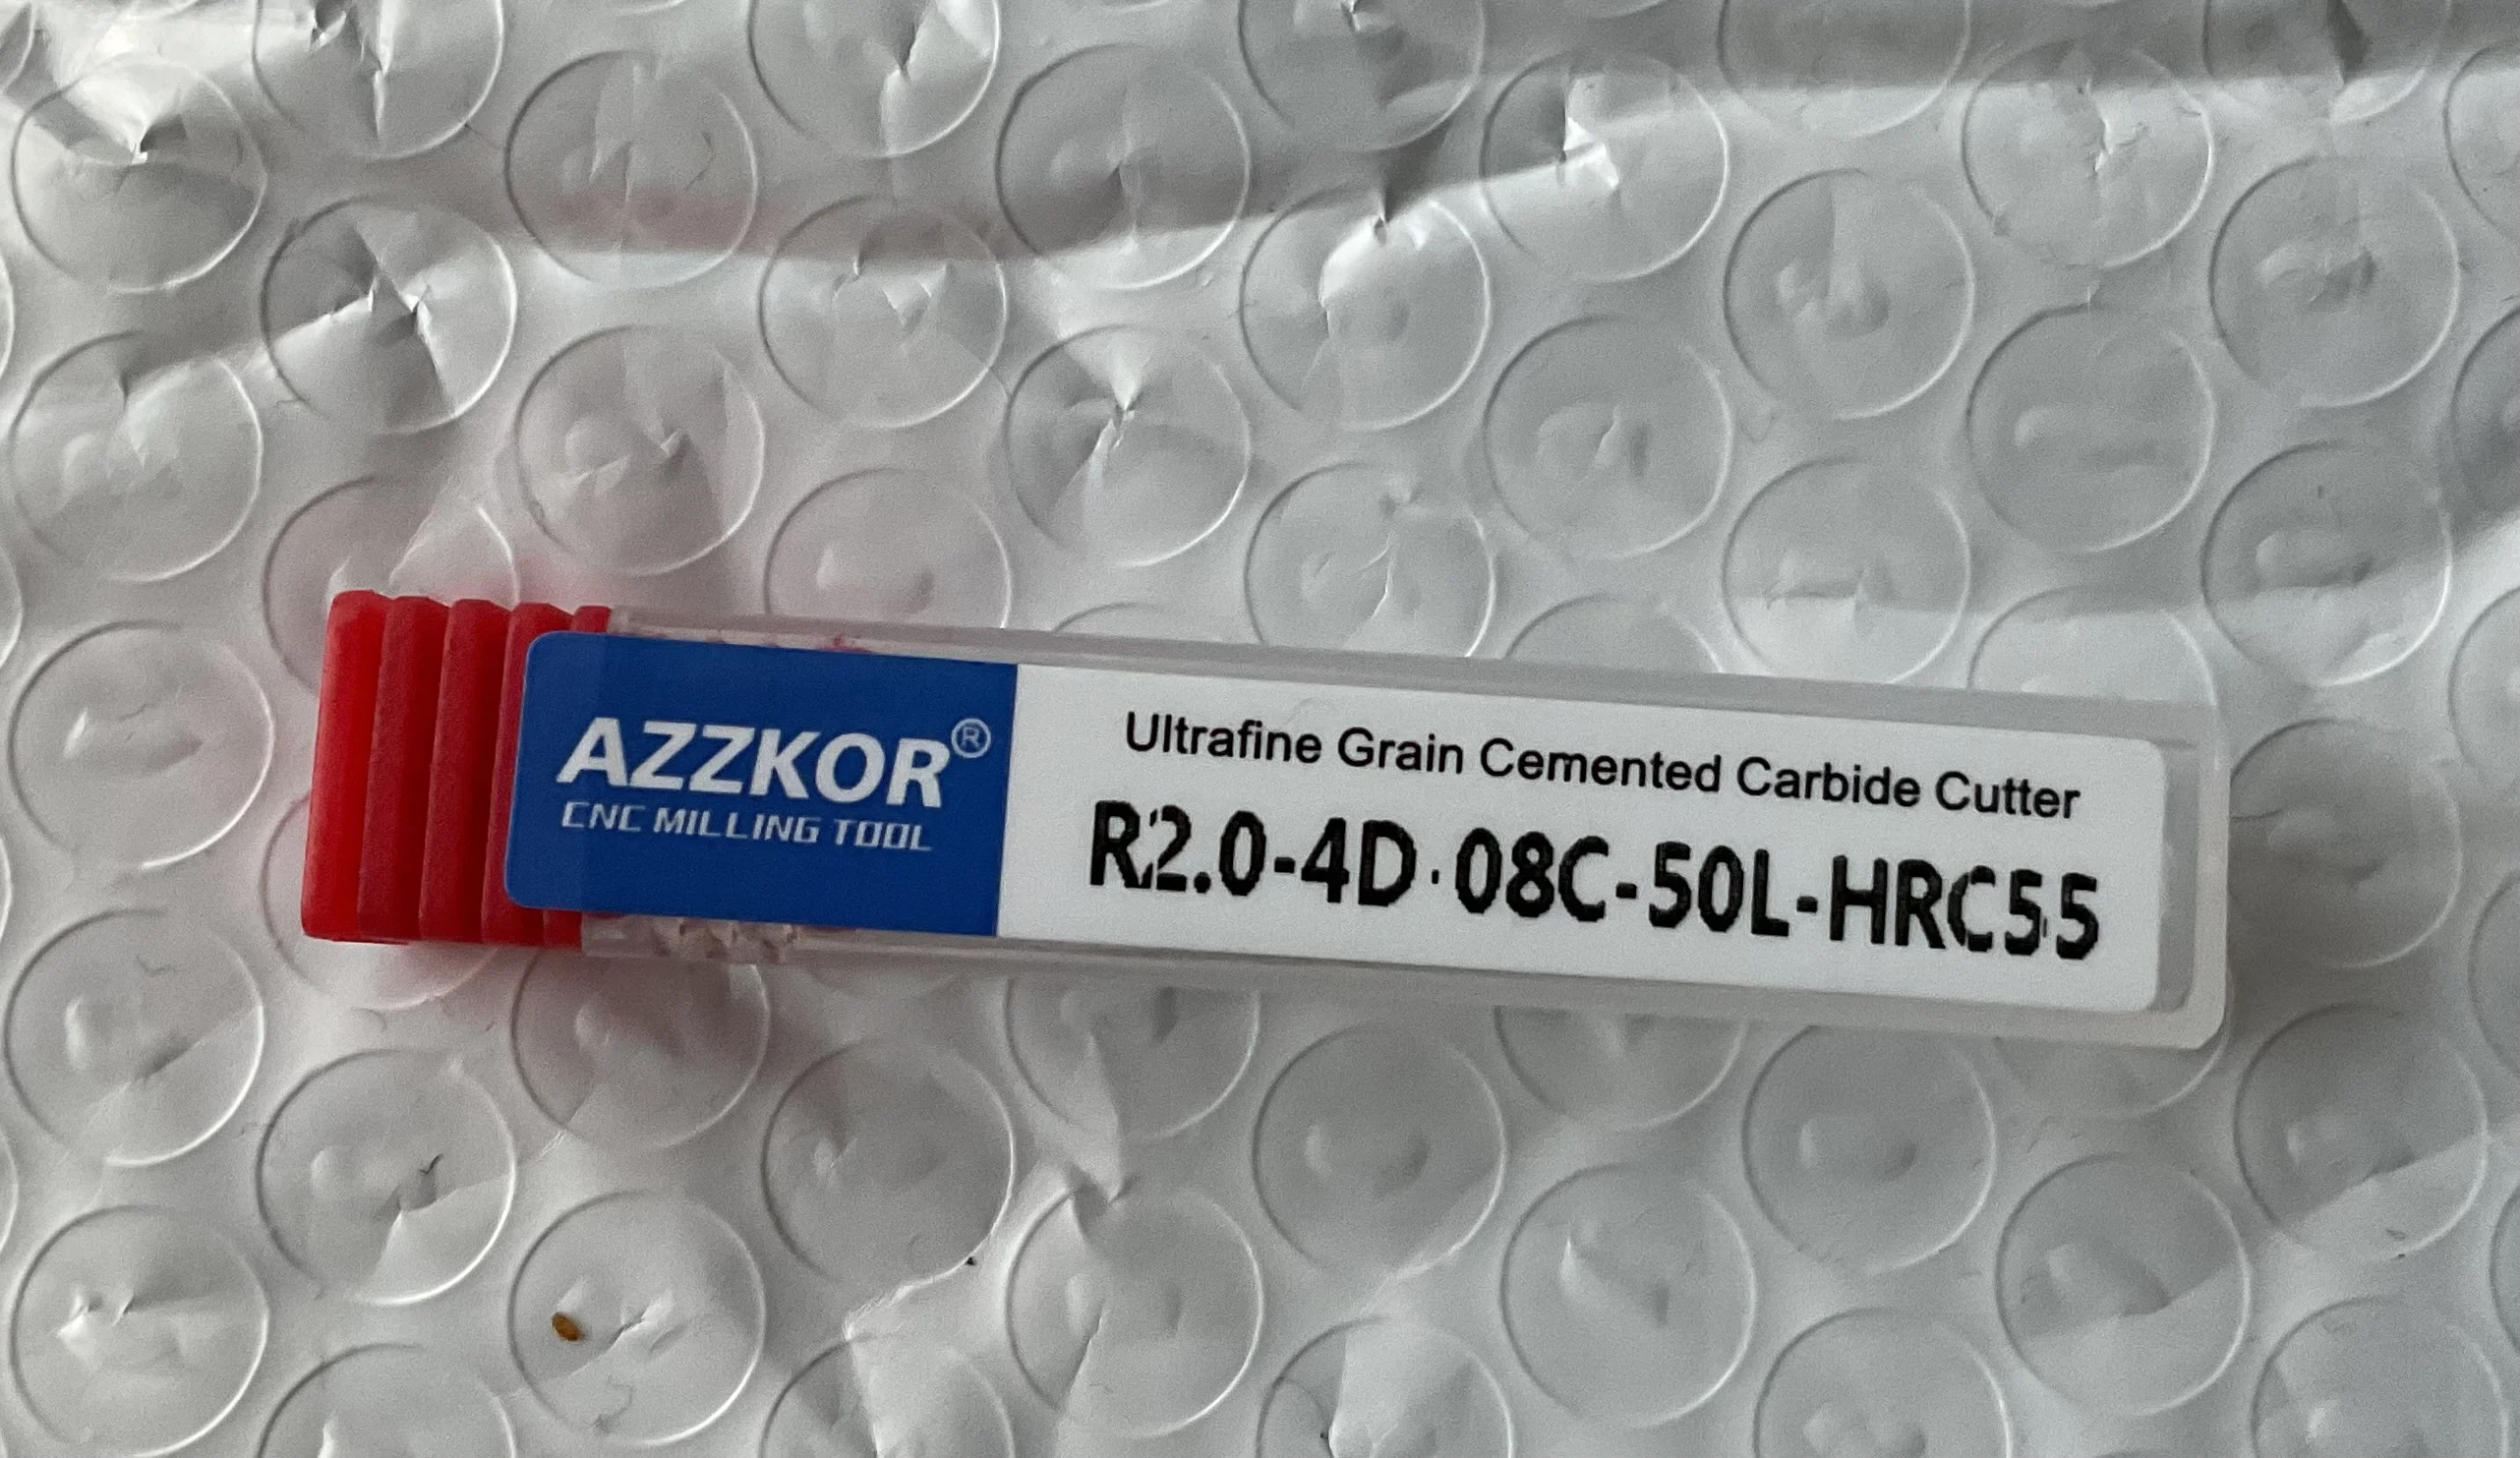 AZZKOR®
CNC MILLING TOOL
Ultrafine Grain Cemented Carbide Cutter
R2.0-4D·08C-50L-HRC55